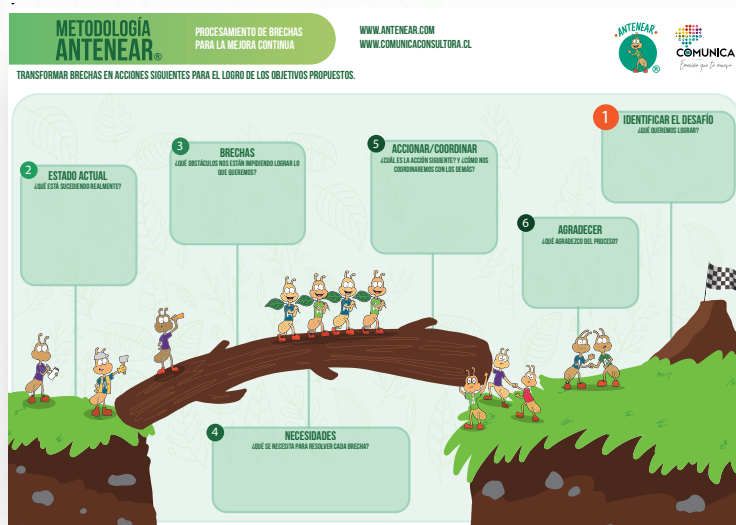 METODOLOGÍA
ANTENEAR®
PROCESAMIENTO DE BRECHAS
PARA LA MEJORA CONTINUA
WWW.ANTENEAR.COM
WWW.COMUNICACONSULTORA.CL
ANTENEAR
®
COMUNICA
TRANSFORMAR BRECHAS EN ACCIONES SIGUIENTES PARA EL LOGRO DE LOS OBJETIVOS PROPUESTOS.
1
IDENTIFICAR EL DESAFÍO
¿QUÉ QUEREMOS LOGRAR?
2
ESTADO ACTUAL
¿QUÉ ESTÁ SUCEDIENDO REALMENTE?
3
BRECHAS
¿QUÉ OBSTÁCULOS NOS ESTÁN IMPIDIENDO LOGRAR LO
QUE QUEREMOS?
4
NECESIDADES
¿QUÉ SE NECESITA PARA RESOLVER CADA BRECHA?
5
ACCIONAR/COORDINAR
¿CUÁL ES LA ACCIÓN SIGUIENTE? Y ¿CÓMO NOS
COORDINAREMOS CON LOS DEMÁS?
6
AGRADECER
¿QUÉ AGRADEZCO DEL PROCESO?